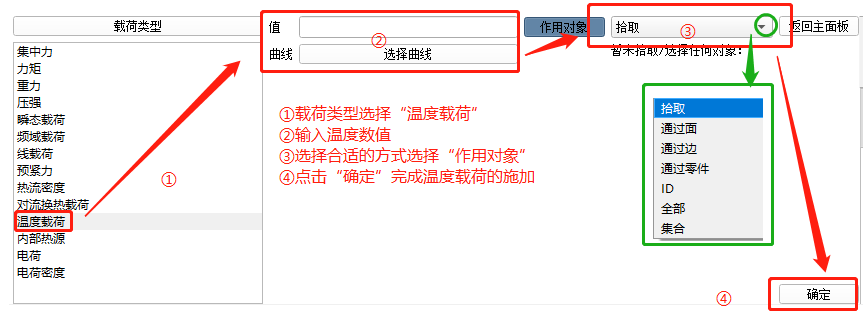 载荷类型
值
作用对象
拾取
③
返回主面板
集中力
力矩
重力
压强
瞬态载荷
频域载荷
线载荷
预紧力
热流密度
对流换热载荷
温度载荷
内部热源
电荷
电荷密度
①
②
曲线
选择曲线
暂未拾取/选择任何对象:
①载荷类型选择“温度载荷”
②输入温度数值
③选择合适的方式选择“作用对象”
④点击“确定”完成温度载荷的施加
拾取
通过面
通过边
通过零件
ID
全部
集合
④
确定